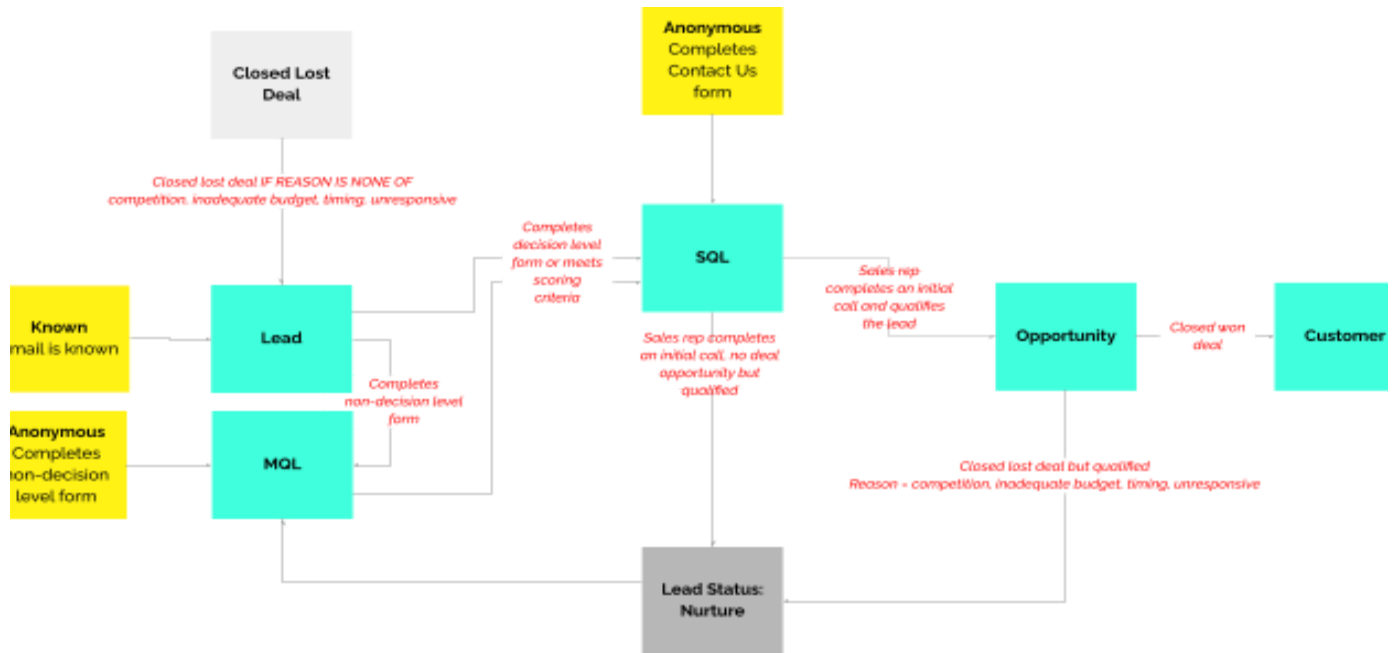 Anonymous
Completes
Contact Us
form
Closed Lost
Deal
Closed lost deal IF REASON IS NONE OF
competition, inadequate budget, timing, unresponsive
Completes
decision level
form or meets
scoring
criteria
SQL
Sales rep
completes an initial
call and qualifies
the lead
Known
mail is known
Lead
Sales rep completes
an initial call, no deal
opportunity but
qualified
Opportunity
Closed won
deal
Customer
Completes
non-decision level
form
Anonymous
Completes
non-decision
level form
MQL
Closed lost deal but qualified
Reason = competition, inadequate budget, timing, unresponsive
Lead Status:
Nurture